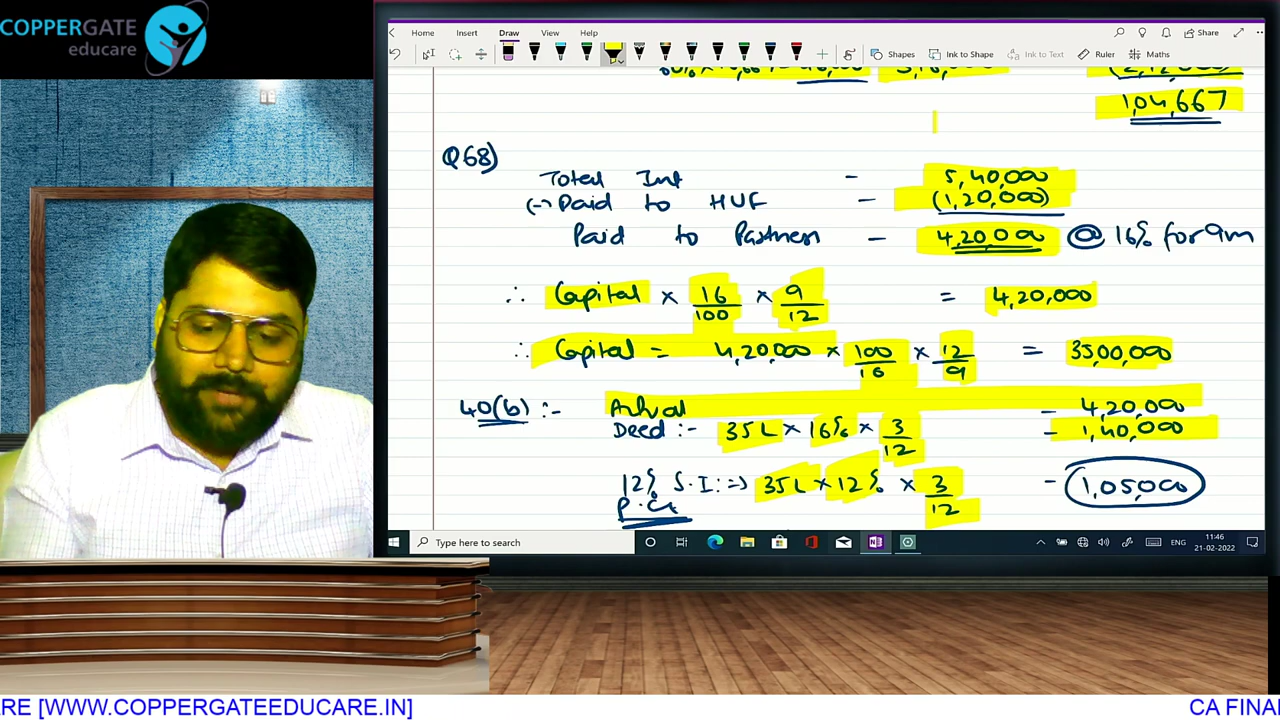 COPPERGATE
educare
Home Insert Draw View Help
Share
Shapes Ink to Shape Ink to Text Ruler Maths
1,04,667
Q68)
Total Int - 5,40,000
(-) Paid to HUF - (1,20,000)
Paid to Partners - 4,20,000 @ 16% for 9m
∴ Capital × 16/100 × 9/12 = 4,20,000
∴ Capital = 4,20,000 × 100/16 × 12/9 = 35,00,000
40(b) :- Actual - 4,20,000
Deed :- 35L × 16% × 3/12 - 1,40,000
12% S.I :⇒ 35L × 12% × 3/12 - 1,05,000
Type here to search
ENG
11:46
21-02-2022
RE [WWW.COPPERGATEEDUCARE.IN]
CA FINA